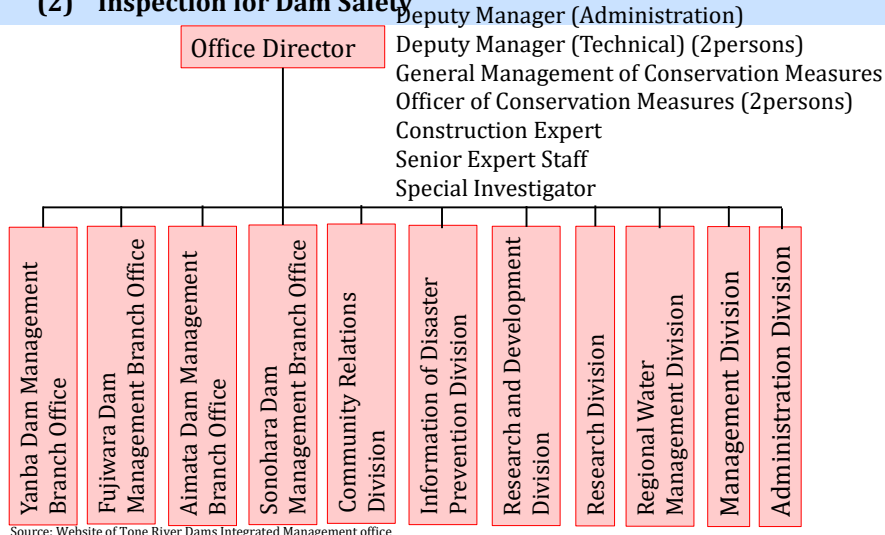 (2) Inspection for Dam Safety
Deputy Manager (Administration)
Office Director
Deputy Manager (Technical) (2persons)
General Management of Conservation Measures
Officer of Conservation Measures (2persons)
Construction Expert
Senior Expert Staff
Special Investigator
Yanba Dam Management
Branch Office
Fujiwara Dam
Management Branch Office
Aimata Dam Management
Branch Office
Sonohara Dam
Management Branch Office
Community Relations
Division
Information of Disaster
Prevention Division
Research and Development
Division
Research Division
Regional Water
Management Division
Management Division
Administration Division
Source: Website of Tone River Dams Integrated Management office